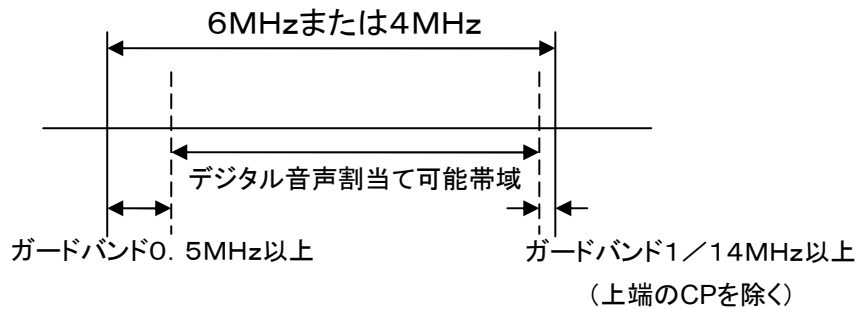 6MHzまたは4MHz
デジタル音声割当て可能帯域
ガードバンド0．5MHz以上
ガードバンド1／14MHz以上
（上端のCPを除く）